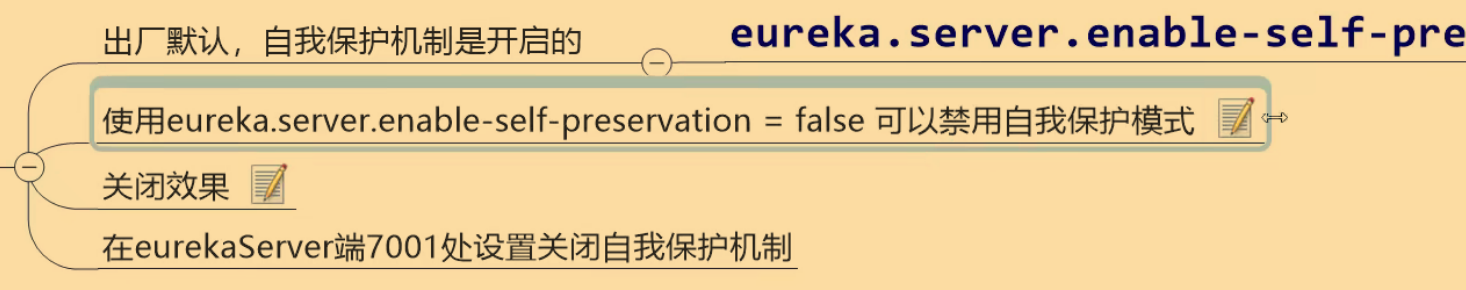 出厂默认，自我保护机制是开启的
eureka.server.enable-self-pre
使用eureka.server.enable-self-preservation = false 可以禁用自我保护模式
关闭效果
在eurekaServer端7001处设置关闭自我保护机制